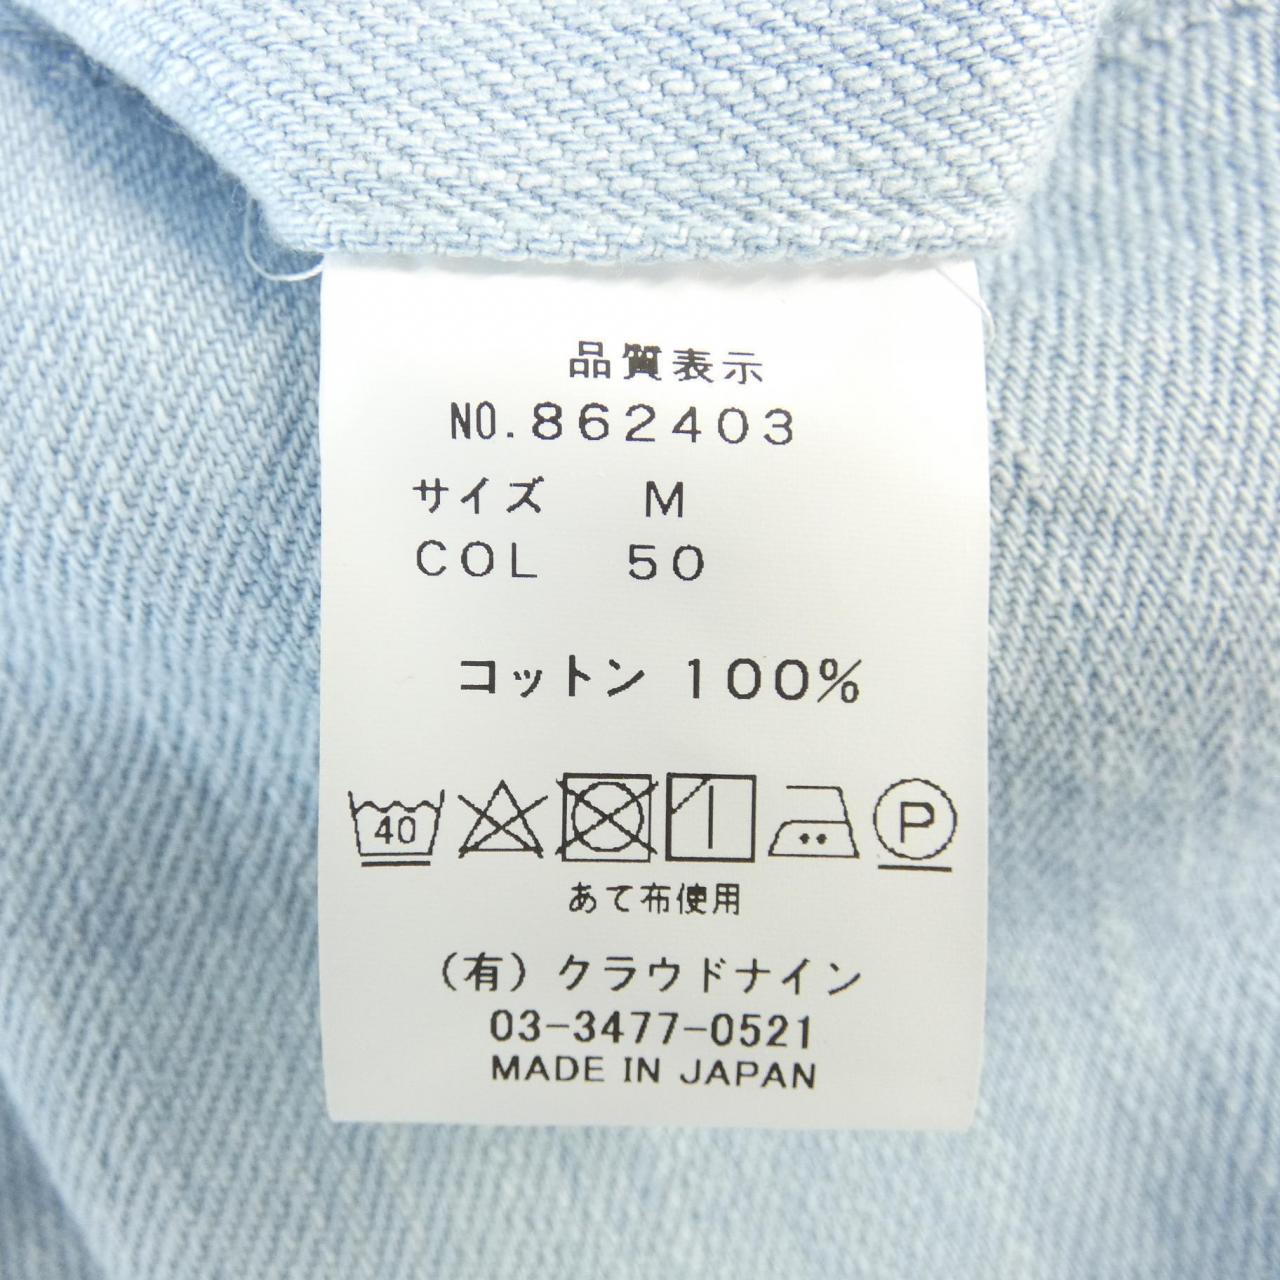 品質表示
NO.862403
サイズ M
COL 50
コットン 100%
40 P
あて布使用
(有)クラウドナイン
03-3477-0521
MADE IN JAPAN